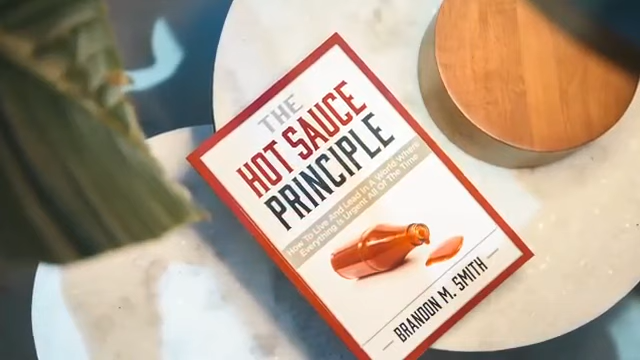 THE
HOT SAUCE
PRINCIPLE
How To Live And Lead In A World Where
Everything Is Urgent All Of The Time
BRANDON M. SMITH